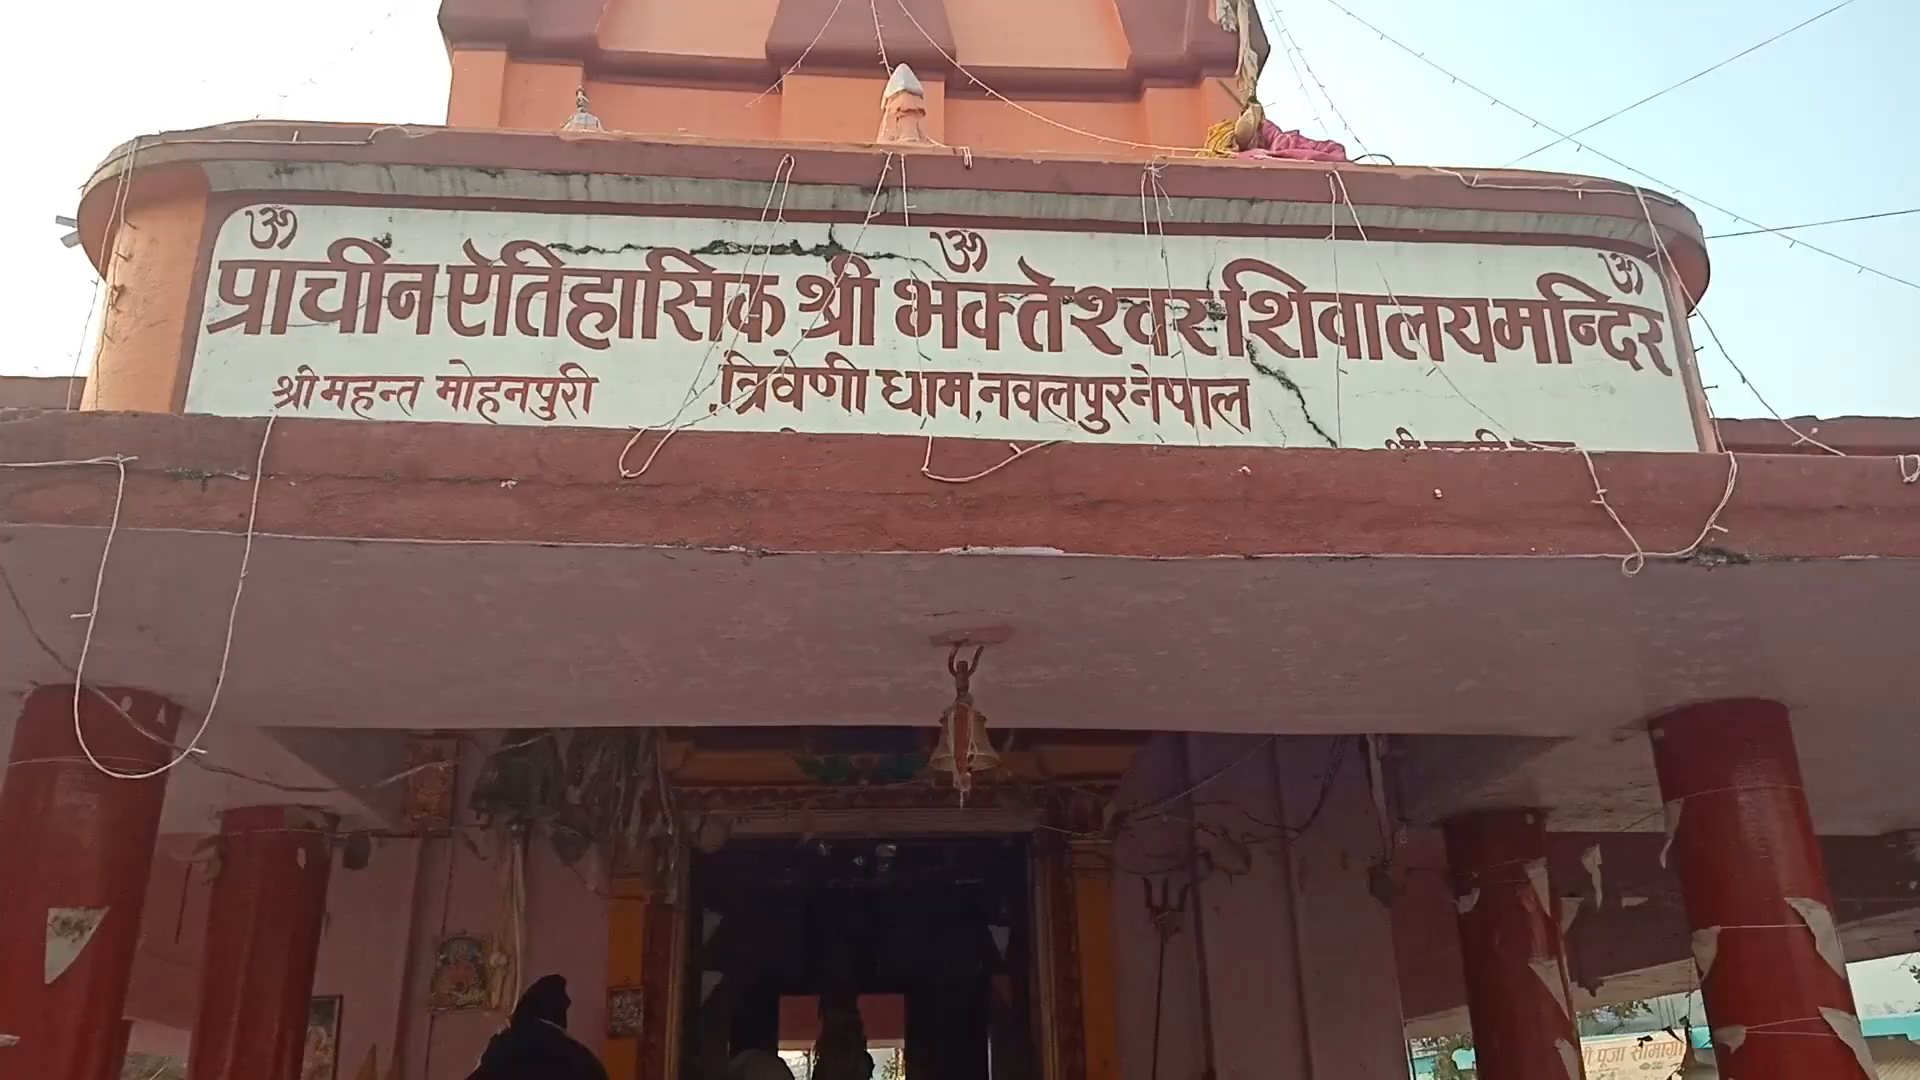 ॐ ॐ ॐ
प्राचीन ऐतिहासिक श्री भक्तेश्वर शिवालय मन्दिर
श्री महन्त मोहनपुरी त्रिवेणी धाम, नवलपुर नेपाल
पूजा सामाग्री